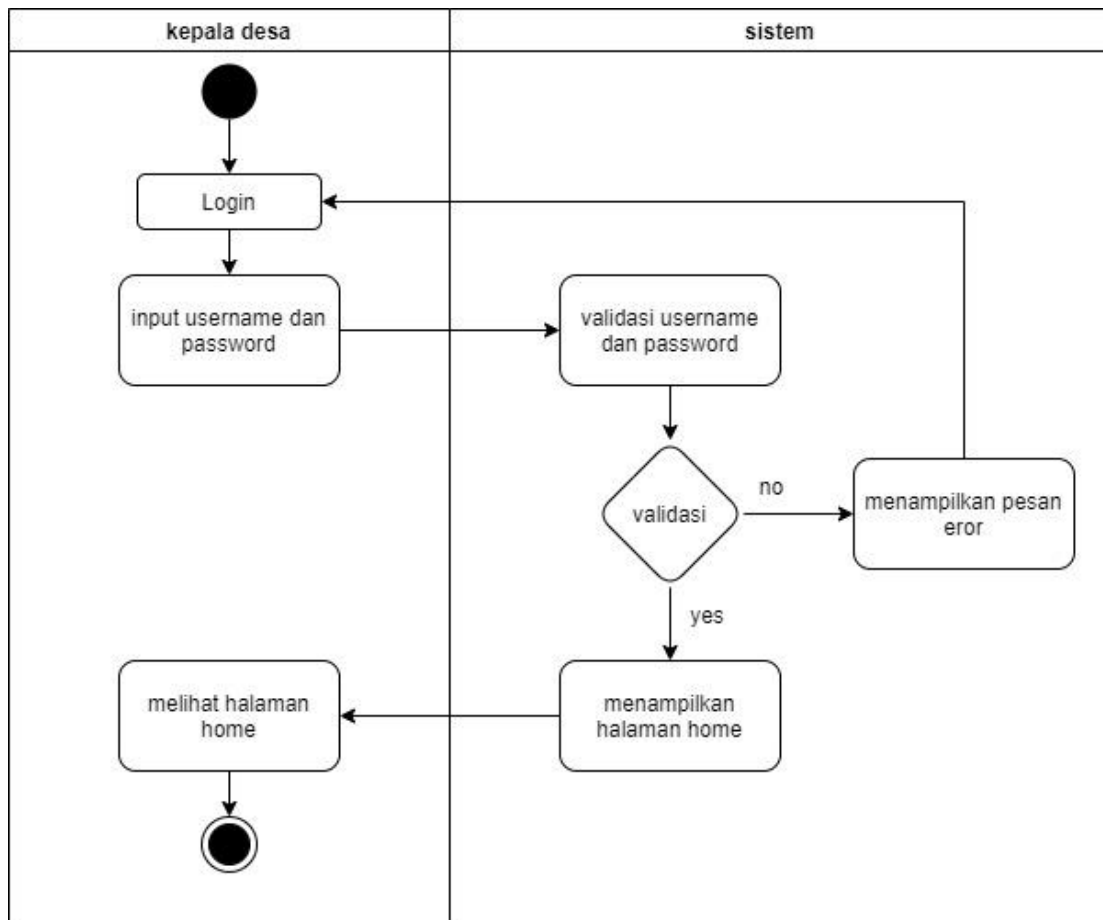 kepala desa
sistem
Login
input username dan
password
validasi username
dan password
validasi
no
menampilkan pesan
eror
yes
melihat halaman
home
menampilkan
halaman home